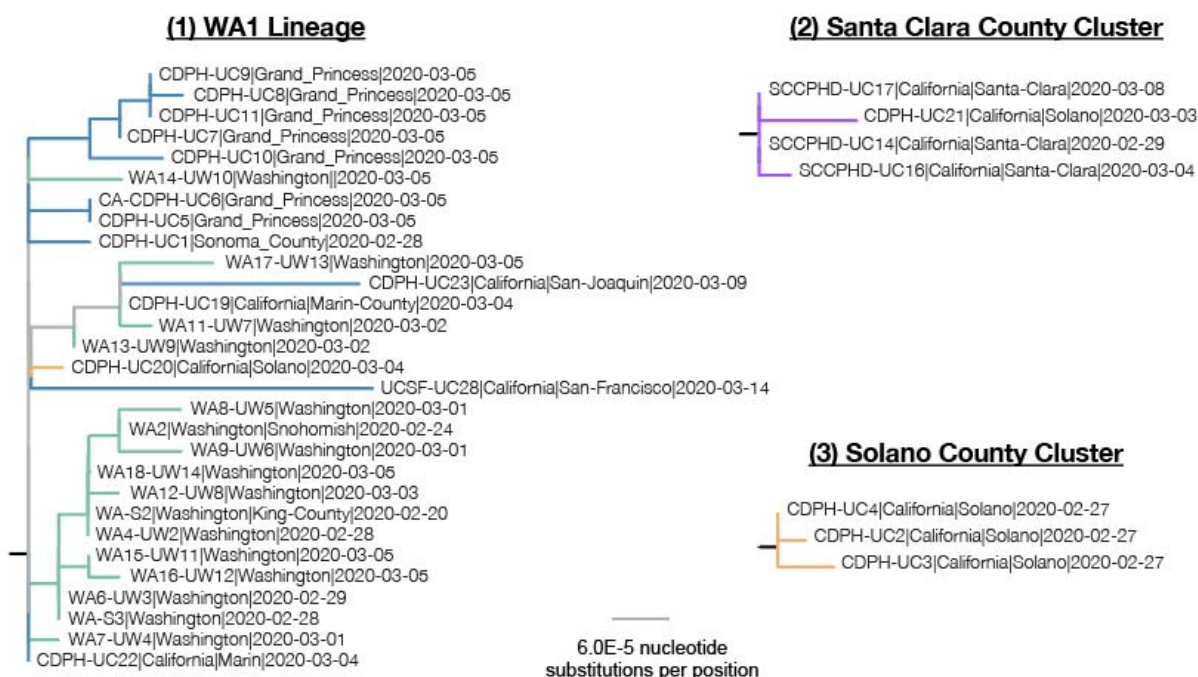 (1) WA1 Lineage
CDPH-UC9|Grand_Princess|2020-03-05
CDPH-UC8|Grand_Princess|2020-03-05
CDPH-UC11|Grand_Princess|2020-03-05
CDPH-UC7|Grand_Princess|2020-03-05
CDPH-UC10|Grand_Princess|2020-03-05
WA14-UW10|Washington||2020-03-05
CA-CDPH-UC6|Grand_Princess|2020-03-05
CDPH-UC5|Grand_Princess|2020-03-05
CDPH-UC1|Sonoma_County|2020-02-28
WA17-UW13|Washington|2020-03-05
CDPH-UC23|California|San-Joaquin|2020-03-09
CDPH-UC19|California|Marin-County|2020-03-04
WA11-UW7|Washington|2020-03-02
WA13-UW9|Washington|2020-03-02
CDPH-UC20|California|Solano|2020-03-04
UCSF-UC28|California|San-Francisco|2020-03-14
WA8-UW5|Washington|2020-03-01
WA2|Washington|Snohomish|2020-02-24
WA9-UW6|Washington|2020-03-01
WA18-UW14|Washington|2020-03-05
WA12-UW8|Washington|2020-03-03
WA-S2|Washington|King-County|2020-02-20
WA4-UW2|Washington|2020-02-28
WA15-UW11|Washington|2020-03-05
WA16-UW12|Washington|2020-03-05
WA6-UW3|Washington|2020-02-29
WA-S3|Washington|2020-02-28
WA7-UW4|Washington|2020-03-01
CDPH-UC22|California|Marin|2020-03-04
(2) Santa Clara County Cluster
SCCPHD-UC17|California|Santa-Clara|2020-03-08
CDPH-UC21|California|Solano|2020-03-03
SCCPHD-UC14|California|Santa-Clara|2020-02-29
SCCPHD-UC16|California|Santa-Clara|2020-03-04
(3) Solano County Cluster
CDPH-UC4|California|Solano|2020-02-27
CDPH-UC2|California|Solano|2020-02-27
CDPH-UC3|California|Solano|2020-02-27
6.0E-5 nucleotide
substitutions per position